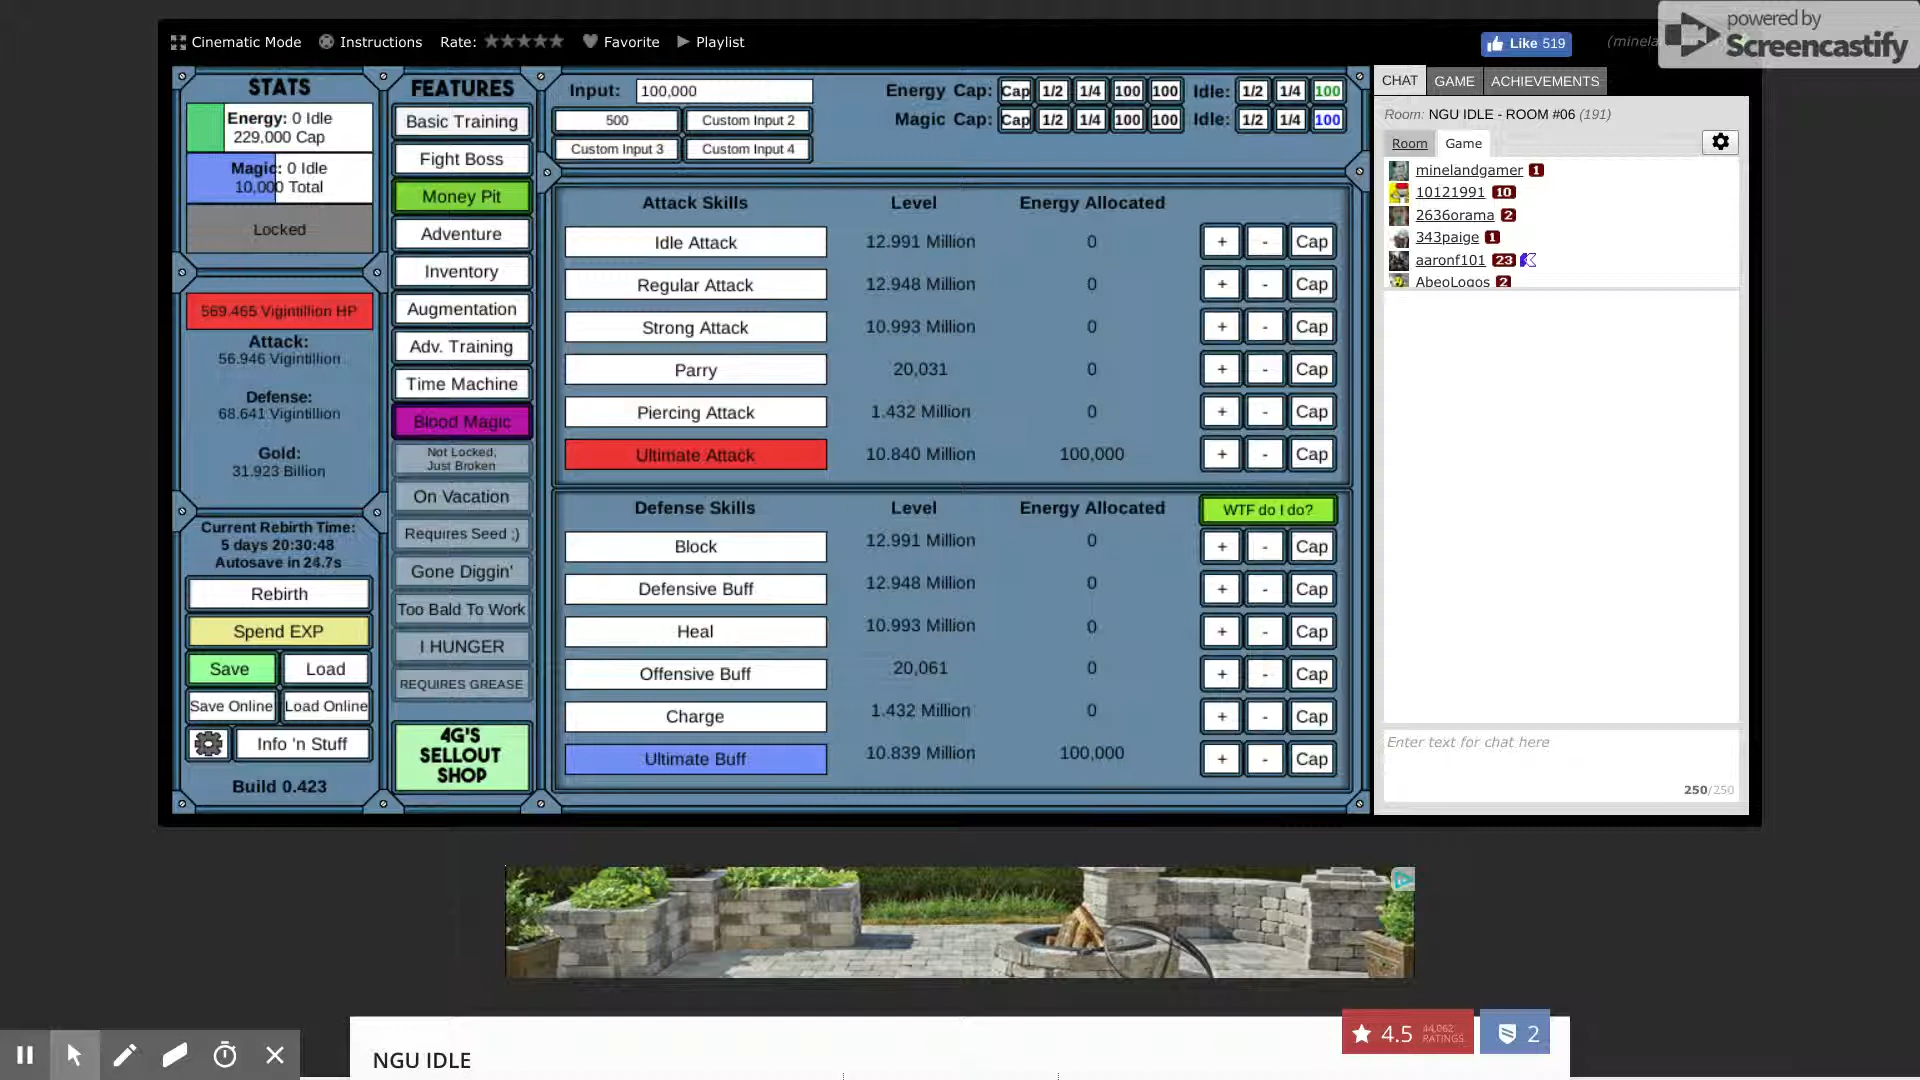 powered by
Screencastify
Cinematic Mode
Instructions
Rate:
Favorite
Playlist
Like 519
STATS
Energy: 0 Idle
229,000 Cap
Magic: 0 Idle
10,000 Total
Locked
569.465 Vigintillion HP
Attack:
56.946 Vigintillion
Defense:
68.641 Vigintillion
Gold:
31.923 Billion
Current Rebirth Time:
5 days 20:30:48
Autosave in 24.7s
Rebirth
Spend EXP
Save
Load
Save Online
Load Online
Info 'n Stuff
Build 0.423
FEATURES
Basic Training
Fight Boss
Money Pit
Adventure
Inventory
Augmentation
Adv. Training
Time Machine
Blood Magic
Not Locked,
Just Broken
On Vacation
Requires Seed ;)
Gone Diggin'
Too Bald To Work
I HUNGER
REQUIRES GREASE
4G'S
SELLOUT
SHOP
Input: 100,000
500
Custom Input 2
Custom Input 3
Custom Input 4
Energy Cap: Cap 1/2 1/4 100 100 Idle: 1/2 1/4 100
Magic Cap: Cap 1/2 1/4 100 100 Idle: 1/2 1/4 100
Attack Skills Level Energy Allocated
Idle Attack 12.991 Million 0 + - Cap
Regular Attack 12.948 Million 0 + - Cap
Strong Attack 10.993 Million 0 + - Cap
Parry 20,031 0 + - Cap
Piercing Attack 1.432 Million 0 + - Cap
Ultimate Attack 10.840 Million 100,000 + - Cap
Defense Skills Level Energy Allocated WTF do I do?
Block 12.991 Million 0 + - Cap
Defensive Buff 12.948 Million 0 + - Cap
Heal 10.993 Million 0 + - Cap
Offensive Buff 20,061 0 + - Cap
Charge 1.432 Million 0 + - Cap
Ultimate Buff 10.839 Million 100,000 + - Cap
CHAT
GAME
ACHIEVEMENTS
Room: NGU IDLE - ROOM #06 (191)
Room
Game
minelandgamer 1
10121991 10
2636orama 2
343paige 1
aaronf101 23
AbeoLogos 2
Enter text for chat here
250/250
NGU IDLE
4.5
44,062
RATINGS
2